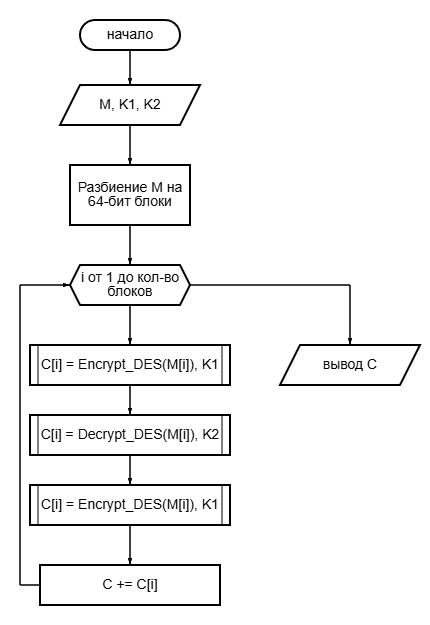 начало
M, K1, K2
Разбиение M на
64-бит блоки
i от 1 до кол-во
блоков
C[i] = Encrypt_DES(M[i]), K1
вывод C
C[i] = Decrypt_DES(M[i]), K2
C[i] = Encrypt_DES(M[i]), K1
C += C[i]